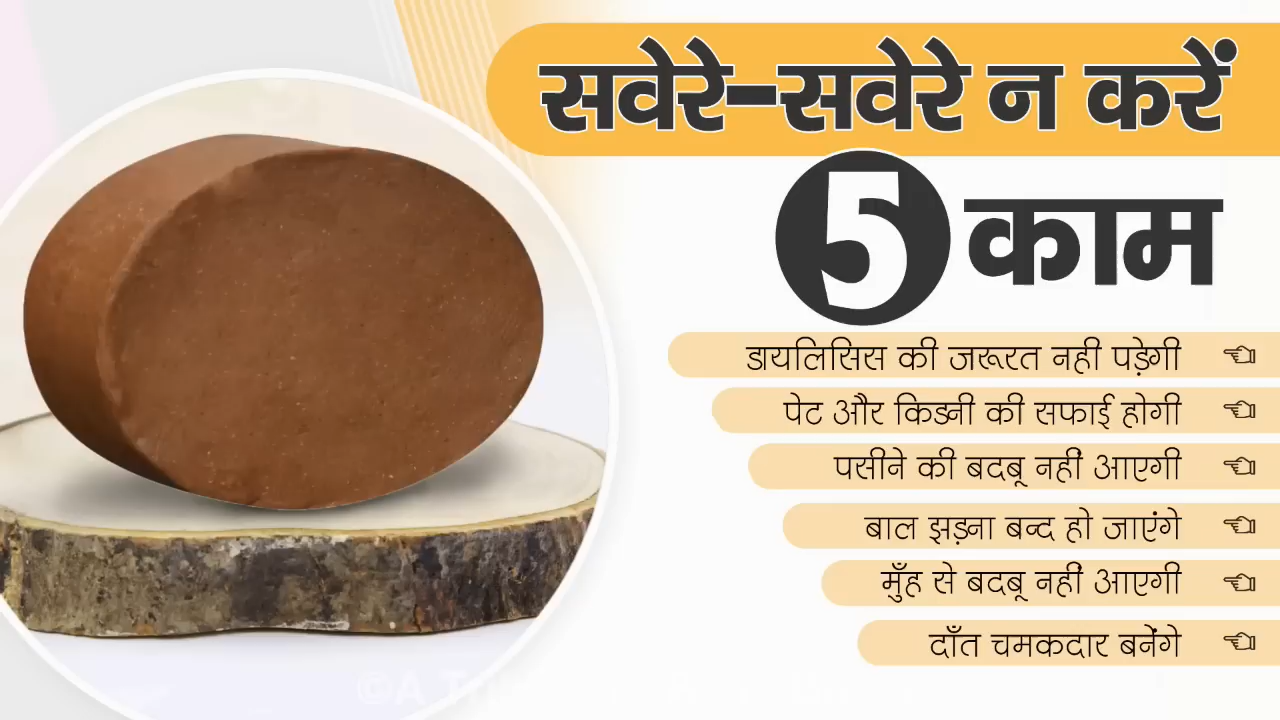 सवेरे-सवेरे न करें
5 काम
डायलिसिस की जरूरत नही पड़ेगी
पेट और किडनी की सफाई होगी
पसीने की बदबू नहीं आएगी
बाल झड़ना बन्द हो जाएंगे
मुँह से बदबू नहीं आएगी
दाँत चमकदार बनेंगे